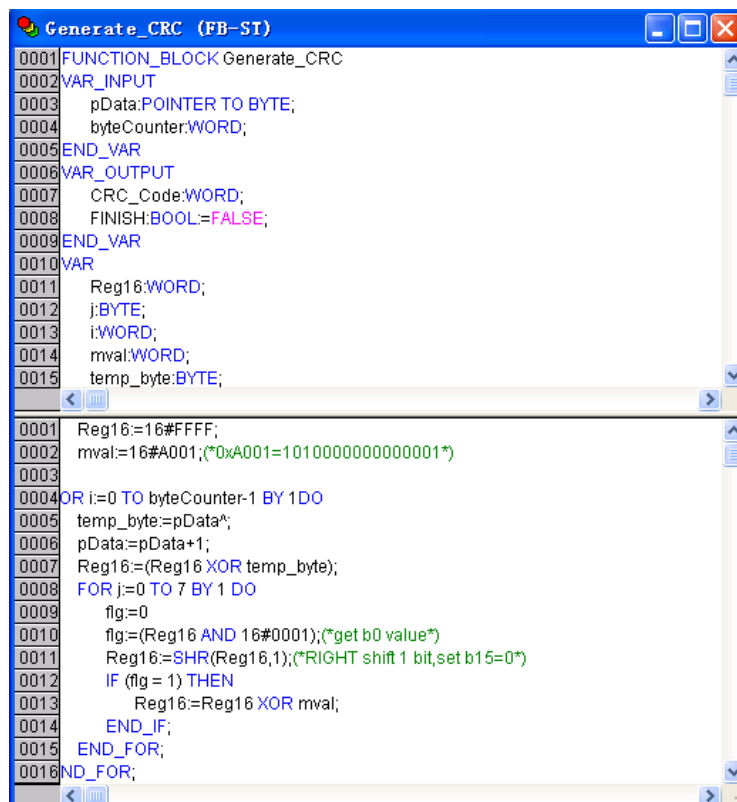 Generate_CRC (FB-ST)
0001 FUNCTION_BLOCK Generate_CRC
0002 VAR_INPUT
0003 pData:POINTER TO BYTE;
0004 byteCounter:WORD;
0005 END_VAR
0006 VAR_OUTPUT
0007 CRC_Code:WORD;
0008 FINISH:BOOL:=FALSE;
0009 END_VAR
0010 VAR
0011 Reg16:WORD;
0012 j:BYTE;
0013 i:WORD;
0014 mval:WORD;
0015 temp_byte:BYTE;
0001 Reg16:=16#FFFF;
0002 mval:=16#A001;(*0xA001=1010000000000001*)
0003
0004 OR i:=0 TO byteCounter-1 BY 1DO
0005 temp_byte:=pData^;
0006 pData:=pData+1;
0007 Reg16:=(Reg16 XOR temp_byte);
0008 FOR j:=0 TO 7 BY 1 DO
0009 flg:=0
0010 flg:=(Reg16 AND 16#0001);(*get b0 value*)
0011 Reg16:=SHR(Reg16,1);(*RIGHT shift 1 bit,set b15=0*)
0012 IF (flg = 1) THEN
0013 Reg16:=Reg16 XOR mval;
0014 END_IF;
0015 END_FOR;
0016 ND_FOR;